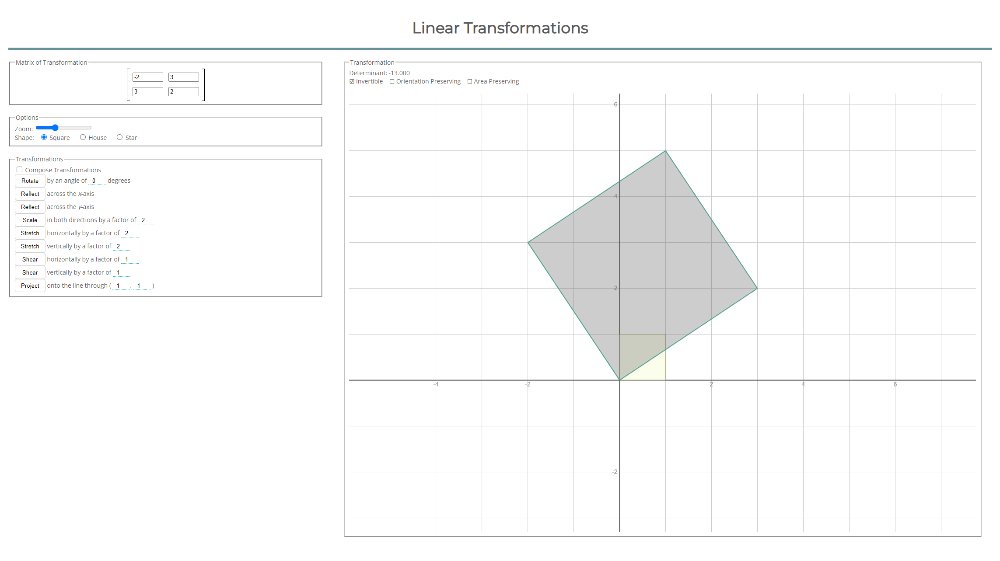 Linear Transformations
Matrix of Transformation
-2 3
3 2
Options
Zoom:
Shape: Square House Star
Transformations
Compose Transformations
Rotate by an angle of 0 degrees
Reflect across the x-axis
Reflect across the y-axis
Scale in both directions by a factor of 2
Stretch horizontally by a factor of 2
Stretch vertically by a factor of 2
Shear horizontally by a factor of 1
Shear vertically by a factor of 1
Project onto the line through ( 1 , 1 )
Transformation
Determinant: -13.000
☑ Invertible ☐ Orientation Preserving ☐ Area Preserving
6
4
2
-4 -2 2 4 6
-2